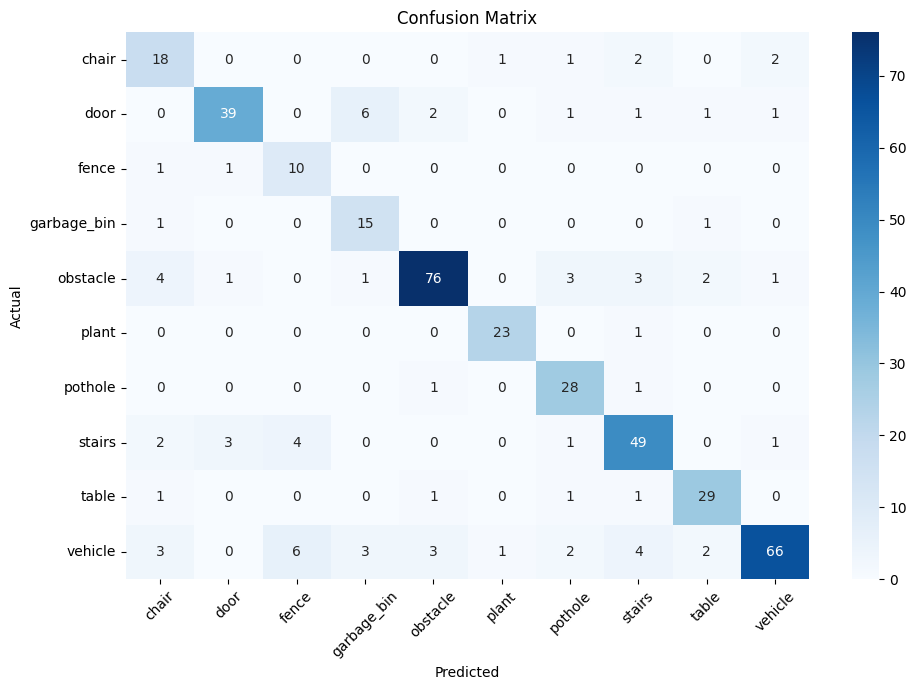 Confusion Matrix
chair 18 0 0 0 0 1 1 2 0 2
door 0 39 0 6 2 0 1 1 1 1
fence 1 1 10 0 0 0 0 0 0 0
garbage_bin 1 0 0 15 0 0 0 0 1 0
obstacle 4 1 0 1 76 0 3 3 2 1
plant 0 0 0 0 0 23 0 1 0 0
pothole 0 0 0 0 1 0 28 1 0 0
stairs 2 3 4 0 0 0 1 49 0 1
table 1 0 0 0 1 0 1 1 29 0
vehicle 3 0 6 3 3 1 2 4 2 66
chair door fence garbage_bin obstacle plant pothole stairs table vehicle
Predicted
Actual
70
60
50
40
30
20
10
0